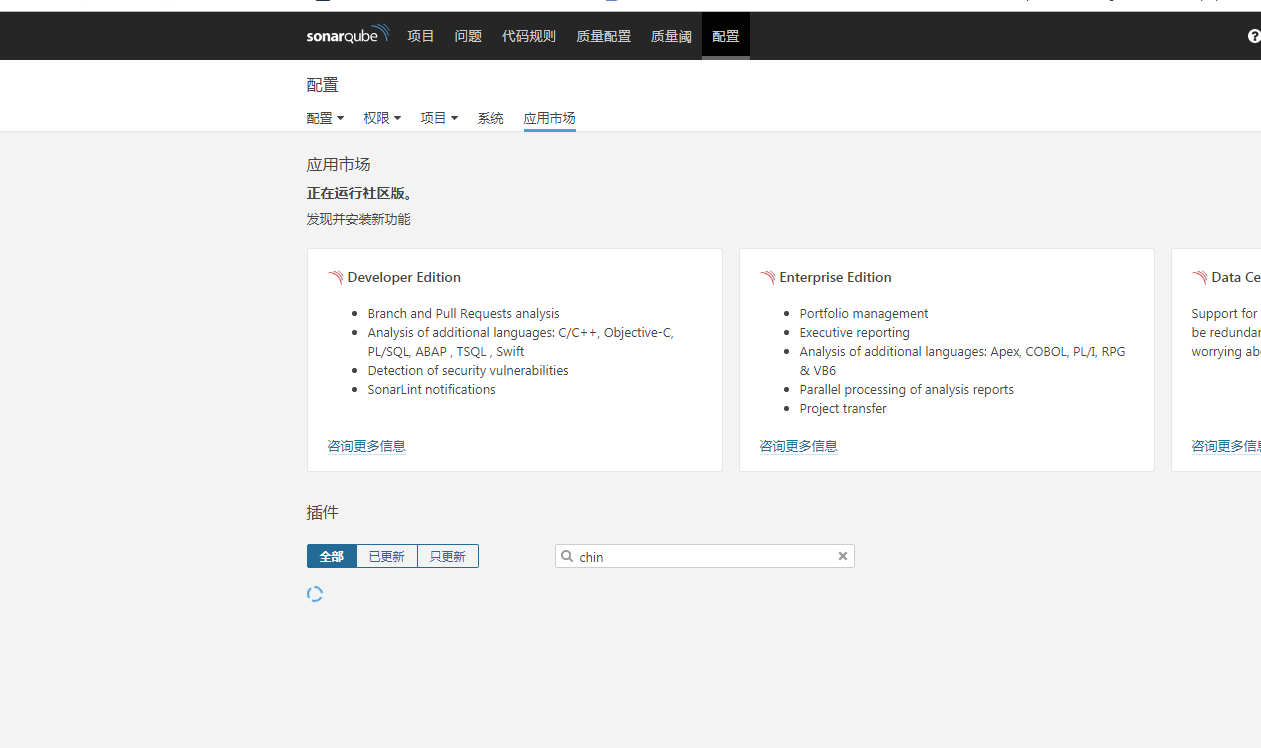 sonarqube 项目 问题 代码规则 质量配置 质量阈 配置
配置
配置 权限 项目 系统 应用市场
应用市场
正在运行社区版。
发现并安装新功能
Developer Edition
Branch and Pull Requests analysis
Analysis of additional languages: C/C++, Objective-C,
PL/SQL, ABAP , TSQL , Swift
Detection of security vulnerabilities
SonarLint notifications
咨询更多信息
Enterprise Edition
Portfolio management
Executive reporting
Analysis of additional languages: Apex, COBOL, PL/I, RPG
& VB6
Parallel processing of analysis reports
Project transfer
咨询更多信息
Data Ce
Support for
be redundan
worrying abo
咨询更多信息
插件
全部 已更新 只更新
chin